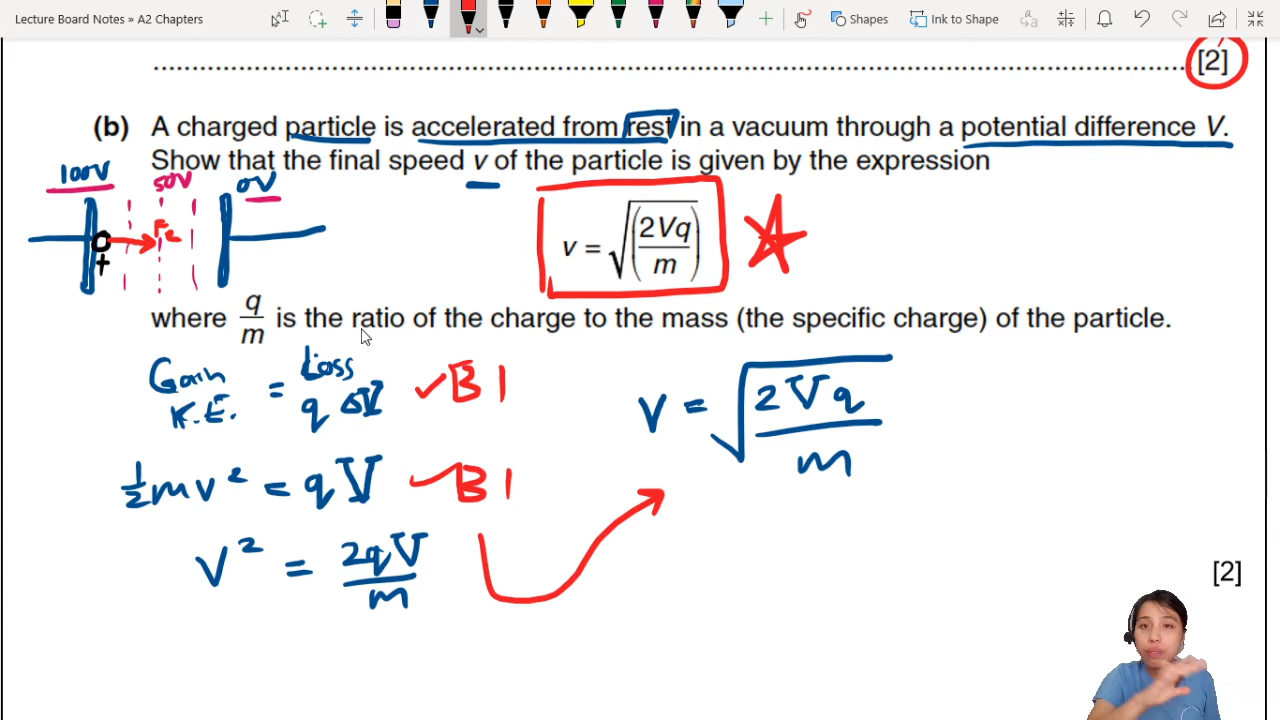 Lecture Board Notes » A2 Chapters
Shapes
Ink to Shape
[2]
(b) A charged particle is accelerated from rest in a vacuum through a potential difference V.
Show that the final speed v of the particle is given by the expression
100V 50V 0V
Fe
+
v = √(2Vq/m)
where q/m is the ratio of the charge to the mass (the specific charge) of the particle.
Gain K.E. = Loss q ΔV ✓B1
½mv² = qV ✓B1
v² = 2qV/m
v = √2Vq/m
[2]